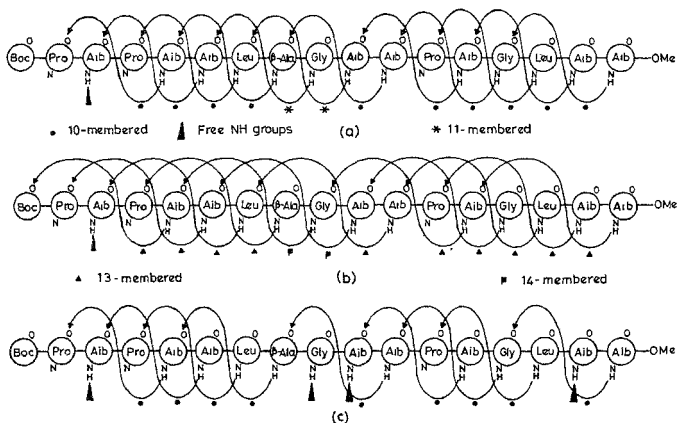 O O O O O O O O O O O O O O O O O
Boc Pro Aib Pro Aib Aib Leu β-Ala Gly Aib Aib Pro Aib Gly Leu Aib Aib —OMe
N N N N N N N N N N N N N N N N
H H H H H H H H H H H H H
• 10-membered Free NH groups * 11-membered
(a)
O O O O O O O O O O O O O O O O O
Boc Pro Aib Pro Aib Aib Leu β-Ala Gly Aib Aib Pro Aib Gly Leu Aib Aib —OMe
N N N N N N N N N N N N N N N N
H H H H H H H H H H H H H
▲ 13-membered 14-membered
(b)
O O O O O O O O O O O O O O O O O
Boc Pro Aib Pro Aib Aib Leu β-Ala Gly Aib Aib Pro Aib Gly Leu Aib Aib —OMe
N N N N N N N N N N N N N N N N
H H H H H H H H H H H H H
(c)